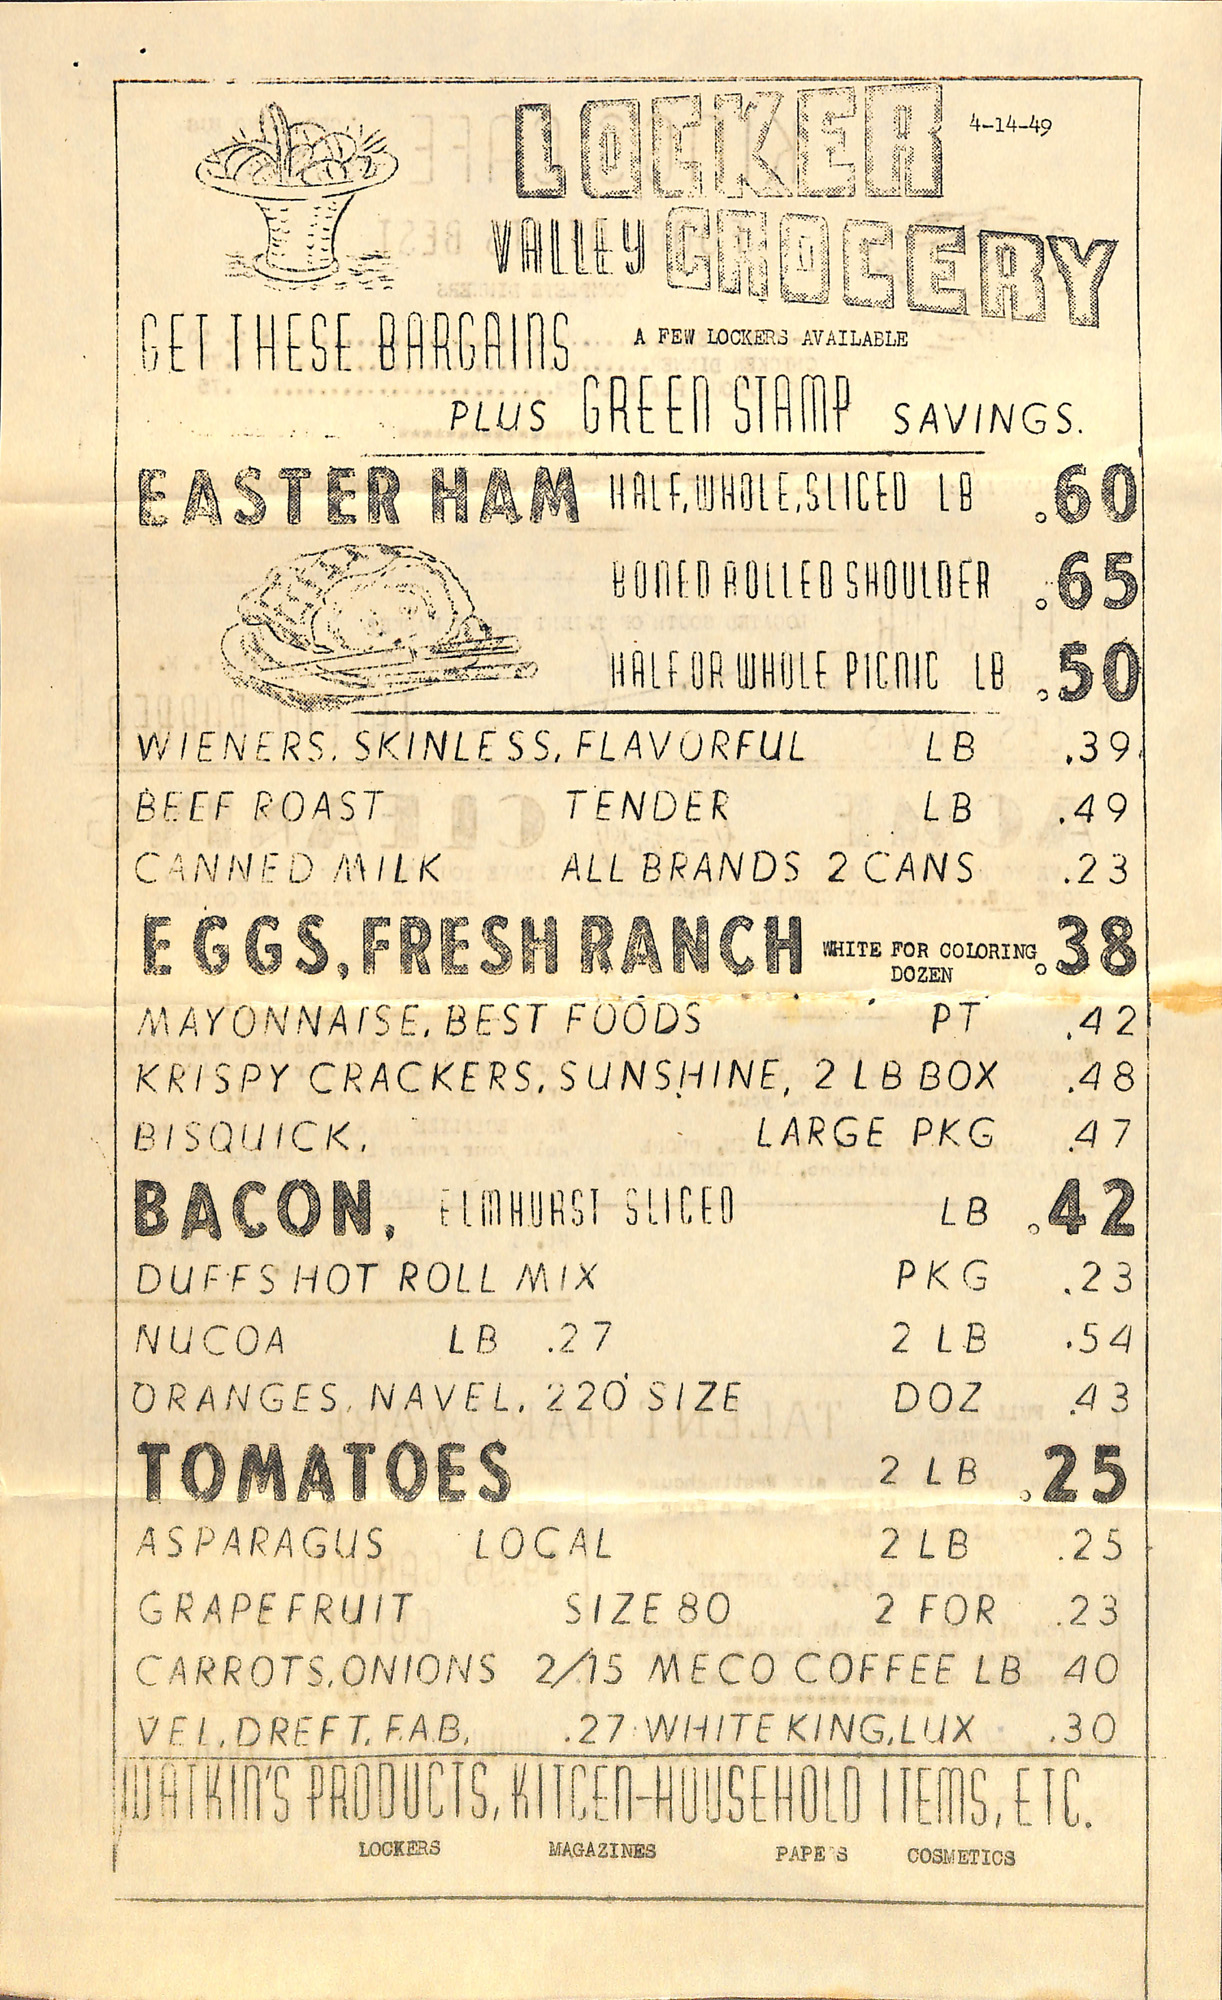 LOCKER
4-14-49
VALLEY GROCERY
GET THESE BARGAINS
A FEW LOCKERS AVAILABLE
PLUS GREEN STAMP SAVINGS.
EASTER HAM HALF, WHOLE, SLICED LB .60
BONED ROLLED SHOULDER .65
HALF OR WHOLE PICNIC LB .50
WIENERS, SKINLESS, FLAVORFUL LB .39
BEEF ROAST TENDER LB .49
CANNED MILK ALL BRANDS 2 CANS .23
EGGS, FRESH RANCH WHITE FOR COLORING .38
DOZEN
MAYONNAISE, BEST FOODS PT .42
KRISPY CRACKERS, SUNSHINE, 2 LB BOX .48
BISQUICK, LARGE PKG .47
BACON, ELMHURST SLICED LB .42
DUFFS HOT ROLL MIX PKG .23
NUCOA LB .27 2 LB .54
ORANGES, NAVEL, 220 SIZE DOZ .43
TOMATOES 2 LB .25
ASPARAGUS LOCAL 2 LB .25
GRAPEFRUIT SIZE 80 2 FOR .23
CARROTS, ONIONS 2/15 MECO COFFEE LB 40
VEL, DREFT, F.A.B, .27 WHITE KING, LUX .30
WATKIN'S PRODUCTS, KITCEN-HOUSEHOLD ITEMS, ETC.
LOCKERS MAGAZINES PAPE'S COSMETICS